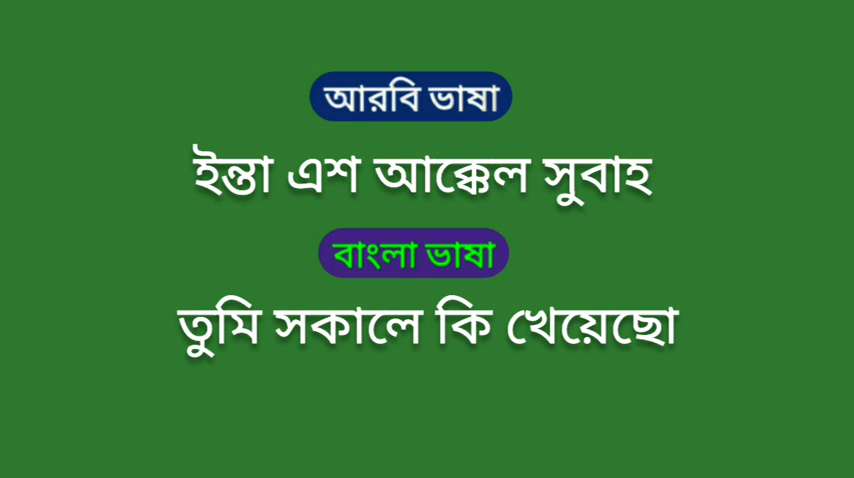 আরবি ভাষা
ইন্তা এশ আক্কেল সুবাহ
বাংলা ভাষা
তুমি সকালে কি খেয়েছো